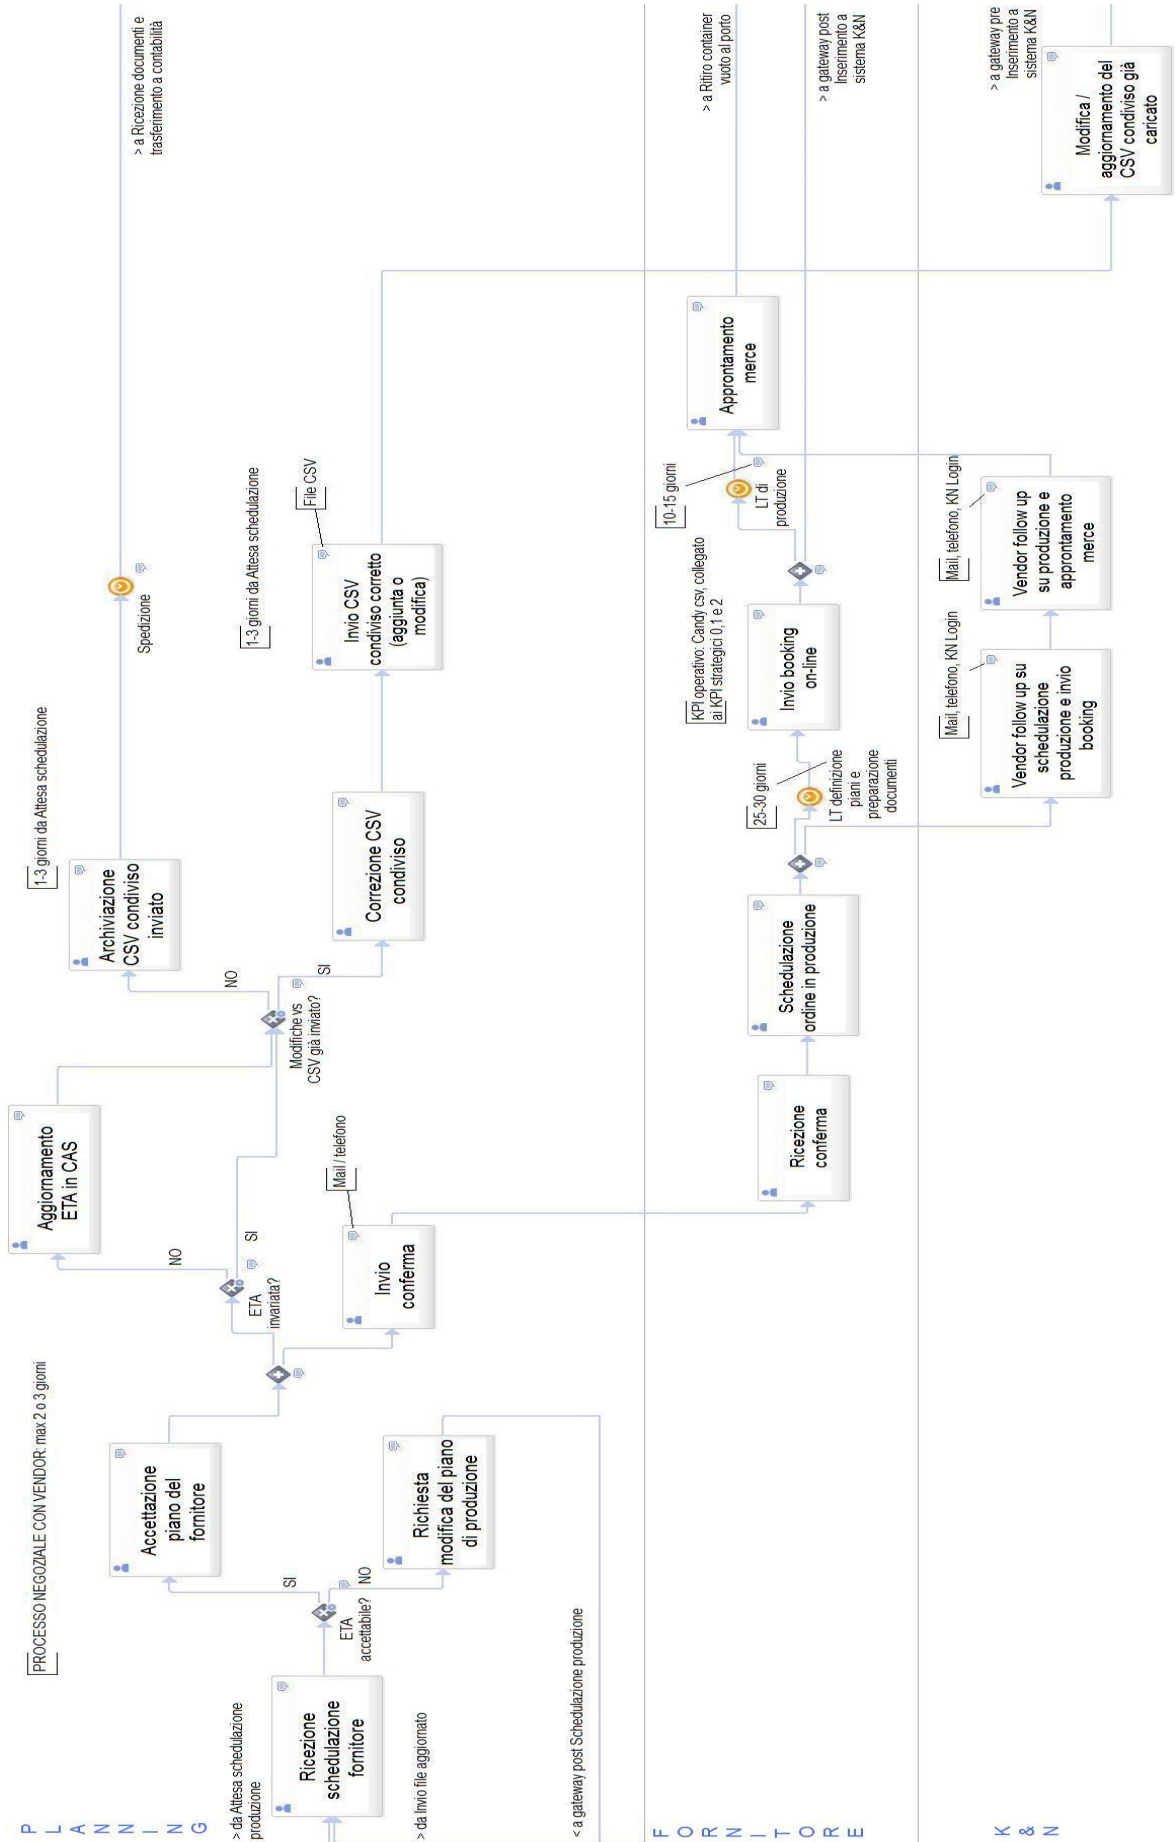 PLANNING
PROCESSO NEGOZIALE CON VENDOR: max 2 o 3 giorni
> da Attesa schedulazione
produzione
> da Invio file aggiornato
< a gateway post Schedulazione produzione
Ricezione
schedulazione
fornitore
ETA
accettabile?
SI
NO
Accettazione
piano del
fornitore
Richiesta
modifica del piano
di produzione
ETA
invariata?
NO
SI
Invio
conferma
Mail / telefono
Aggiornamento
ETA in CAS
Modifiche vs
CSV già inviato?
NO
SI
1-3 giorni da Attesa schedulazione
Archiviazione
CSV condiviso
inviato
Correzione CSV
condiviso
Spedizione
1-3 giorni da Attesa schedulazione
File CSV
Invio CSV
condiviso corretto
(aggiunta o
modifica)
> a Ricezione documenti e
trasferimento a contabilità
FORNITORE
Ricezione
conferma
Schedulazione
ordine in produzione
25-30 giorni
LT definizione
piani e
preparazione
documenti
KPI operativo: Candy csv, collegato
ai KPI strategici 0,1 e 2
Invio booking
on-line
10-15 giorni
LT di
produzione
Approntamento
merce
> a Ritiro container
vuoto al porto
> a gateway post
Inserimento a
sistema K&N
K&N
Mail, telefono, KN Login
Vendor follow up su
schedulazione
produzione e invio
booking
Mail, telefono, KN Login
Vendor follow up
su produzione e
approntamento
merce
> a gateway pre
Inserimento a
sistema K&N
Modifica /
aggiornamento del
CSV condiviso già
caricato